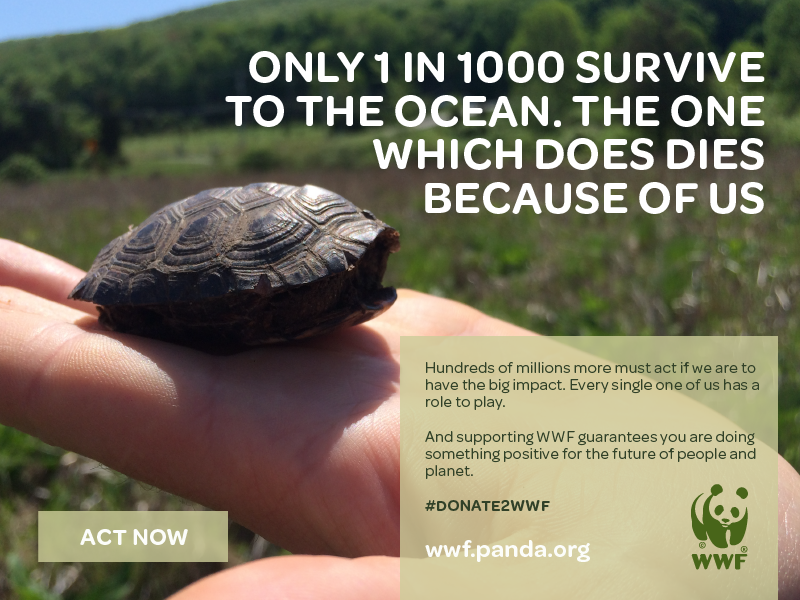 ONLY 1 IN 1000 SURVIVE
TO THE OCEAN. THE ONE
WHICH DOES DIES
BECAUSE OF US
Hundreds of millions more must act if we are to
have the big impact. Every single one of us has a
role to play.
And supporting WWF guarantees you are doing
something positive for the future of people and
planet.
#DONATE2WWF
ACT NOW
wwf.panda.org
© ®
WWF